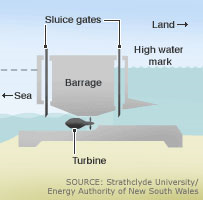 Sluice gates
Land →
High water
mark
Barrage
← Sea
Turbine
SOURCE: Strathclyde University/
Energy Authority of New South Wales